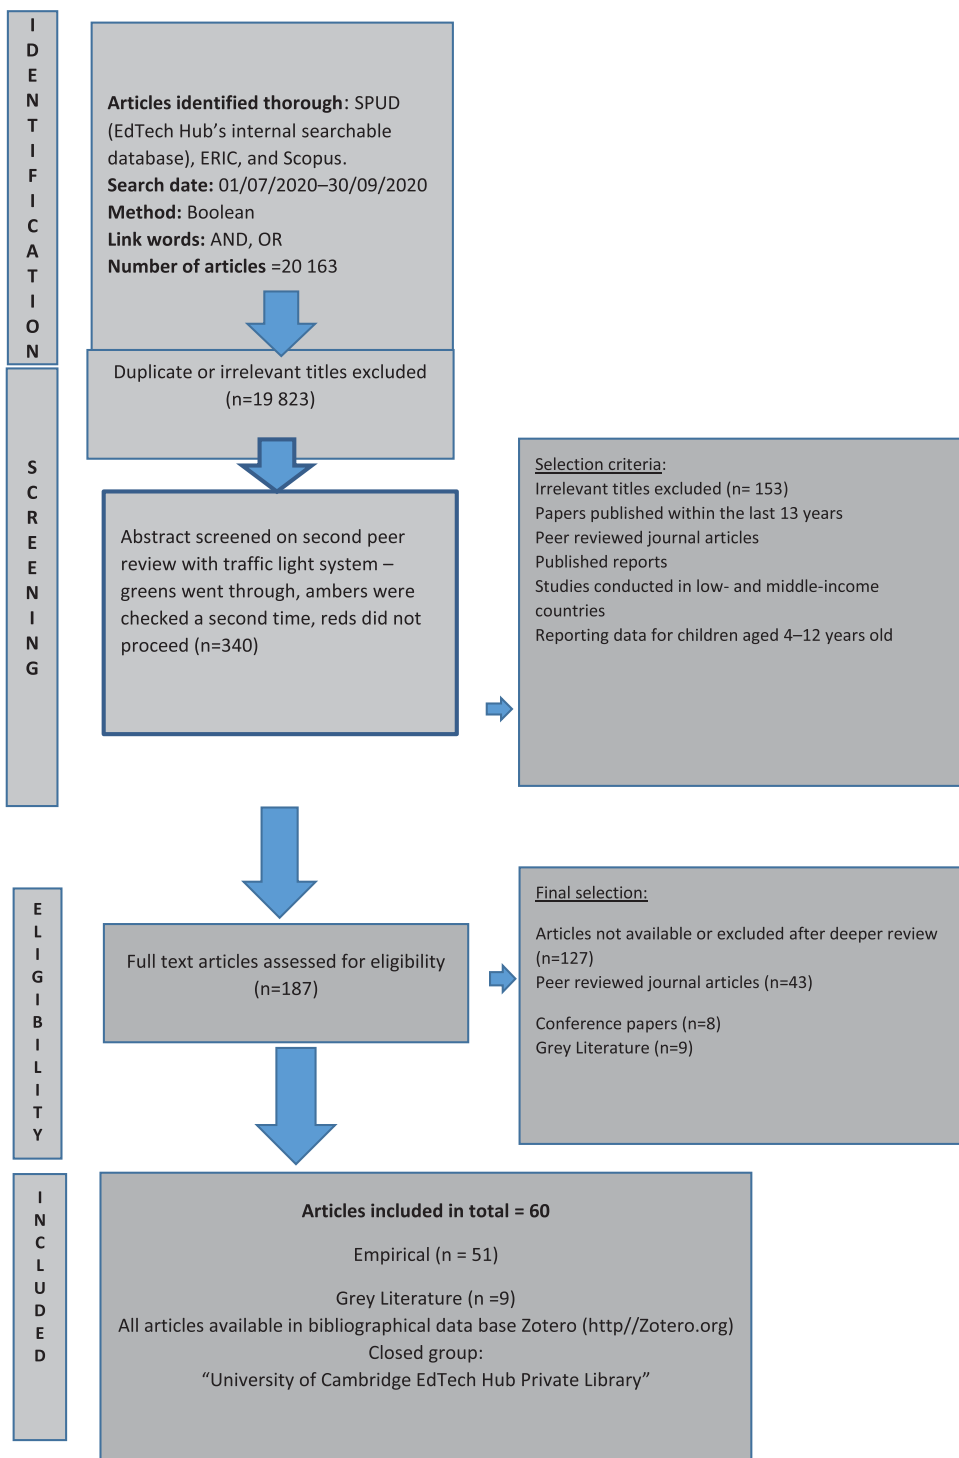 IDENTIFICATION
Articles identified thorough: SPUD
(EdTech Hub's internal searchable
database), ERIC, and Scopus.
Search date: 01/07/2020–30/09/2020
Method: Boolean
Link words: AND, OR
Number of articles =20 163
SCREENING
Duplicate or irrelevant titles excluded
(n=19 823)
Abstract screened on second peer
review with traffic light system –
greens went through, ambers were
checked a second time, reds did not
proceed (n=340)
Selection criteria:
Irrelevant titles excluded (n= 153)
Papers published within the last 13 years
Peer reviewed journal articles
Published reports
Studies conducted in low- and middle-income
countries
Reporting data for children aged 4–12 years old
ELIGIBILITY
Full text articles assessed for eligibility
(n=187)
Final selection:
Articles not available or excluded after deeper review
(n=127)
Peer reviewed journal articles (n=43)
Conference papers (n=8)
Grey Literature (n=9)
INCLUDED
Articles included in total = 60
Empirical (n = 51)
Grey Literature (n =9)
All articles available in bibliographical data base Zotero (http//Zotero.org)
Closed group:
“University of Cambridge EdTech Hub Private Library”